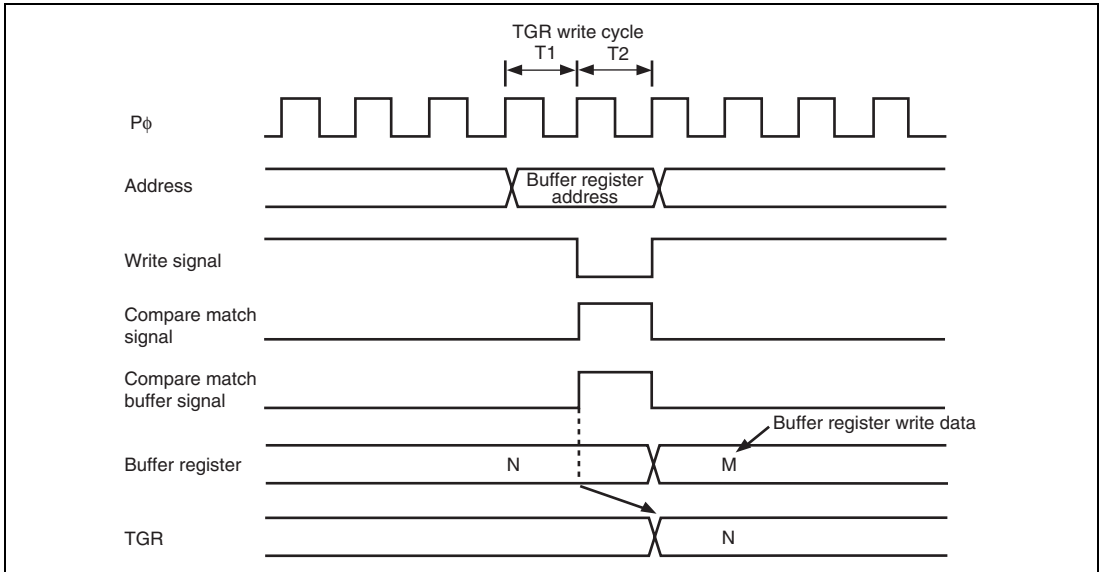 TGR write cycle
T1 T2
Pϕ
Address
Buffer register
address
Write signal
Compare match
signal
Compare match
buffer signal
Buffer register write data
Buffer register
N
M
TGR
N